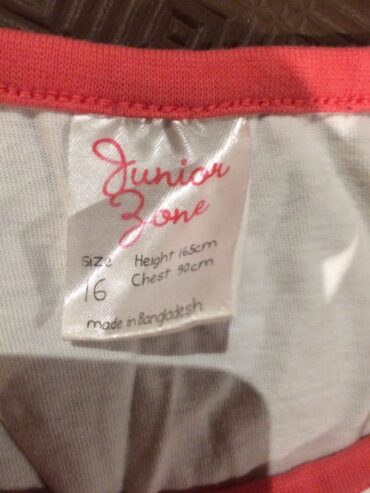 Junior
Zone
Size Height 165cm
16 Chest 90cm
made in Bangladesh